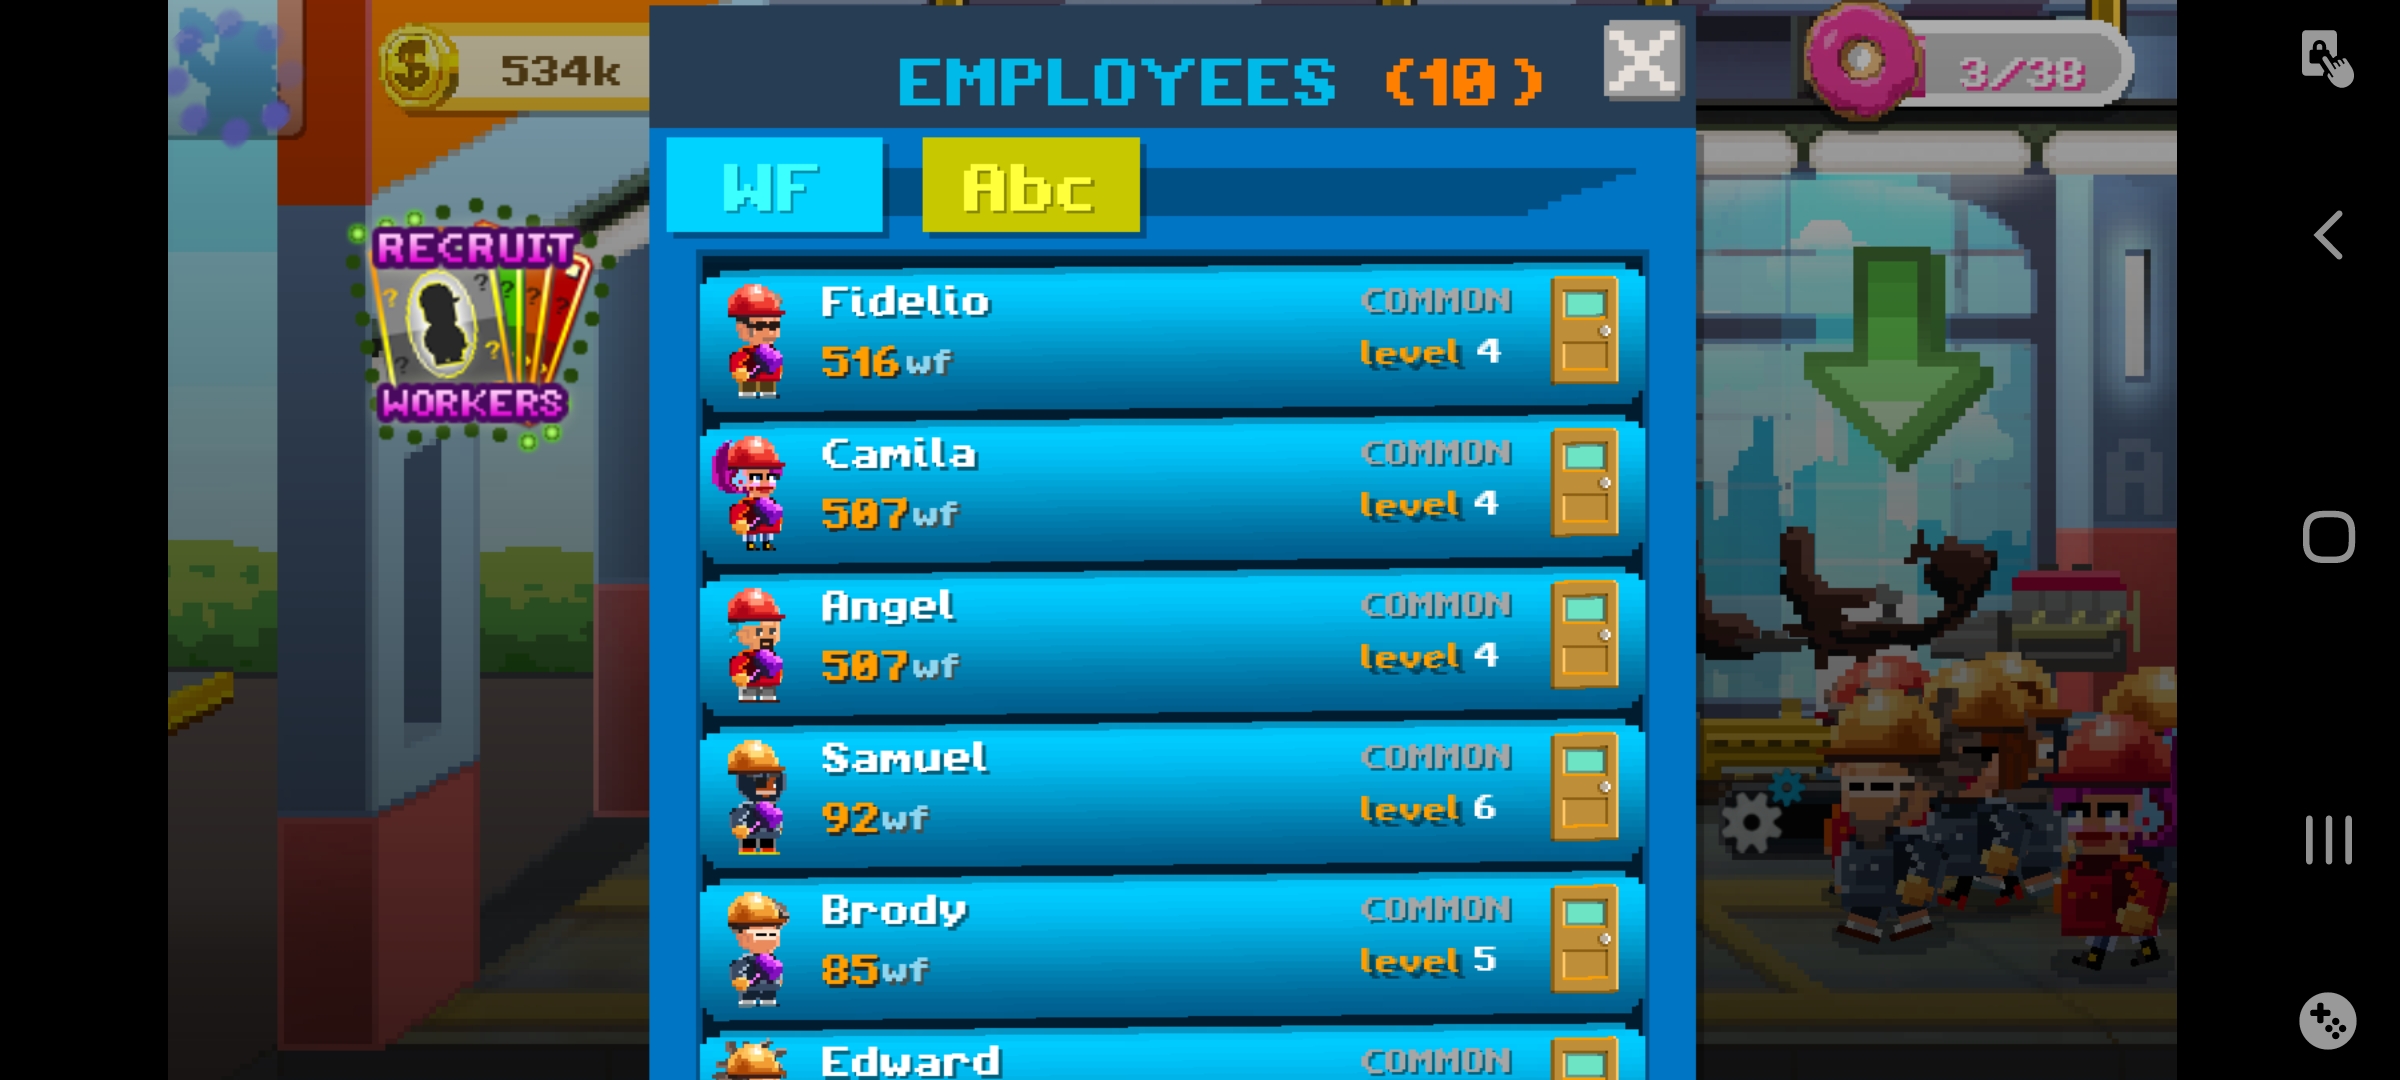 534k
EMPLOYEES (10)
3/38
WF
Abc
RECRUIT
WORKERS
Fidelio
COMMON
516wf
level 4
Camila
COMMON
507wf
level 4
Angel
COMMON
507wf
level 4
Samuel
COMMON
92wf
level 6
Brody
COMMON
85wf
level 5
Edward
COMMON
A